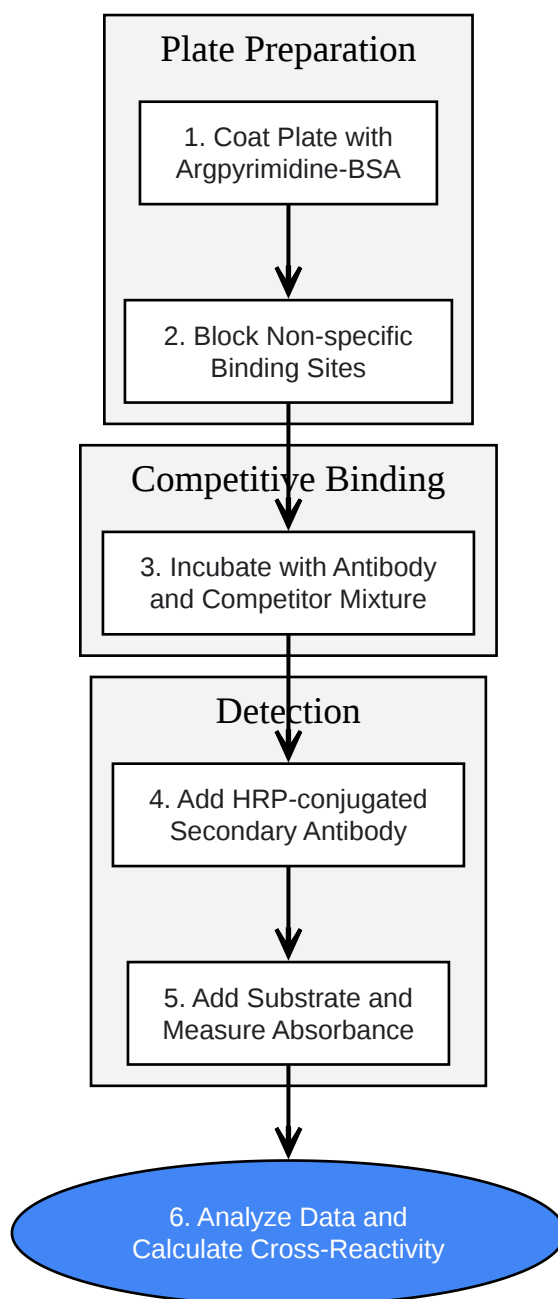 Plate Preparation
1. Coat Plate with
Argpyrimidine-BSA
2. Block Non-specific
Binding Sites
Competitive Binding
3. Incubate with Antibody
and Competitor Mixture
Detection
4. Add HRP-conjugated
Secondary Antibody
5. Add Substrate and
Measure Absorbance
6. Analyze Data and
Calculate Cross-Reactivity